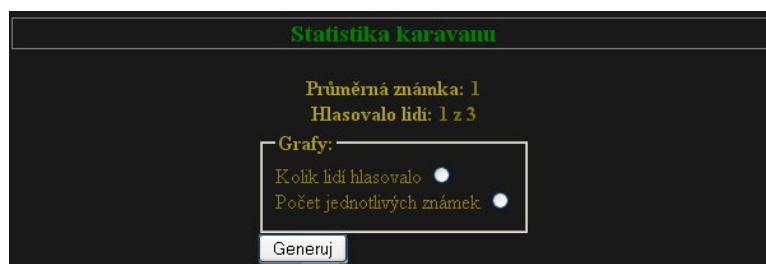 Statistika karavanu
Průměrná známka: 1
Hlasovalo lidí: 1 z 3
Grafy:
Kolik lidí hlasovalo
Počet jednotlivých známek
Generuj